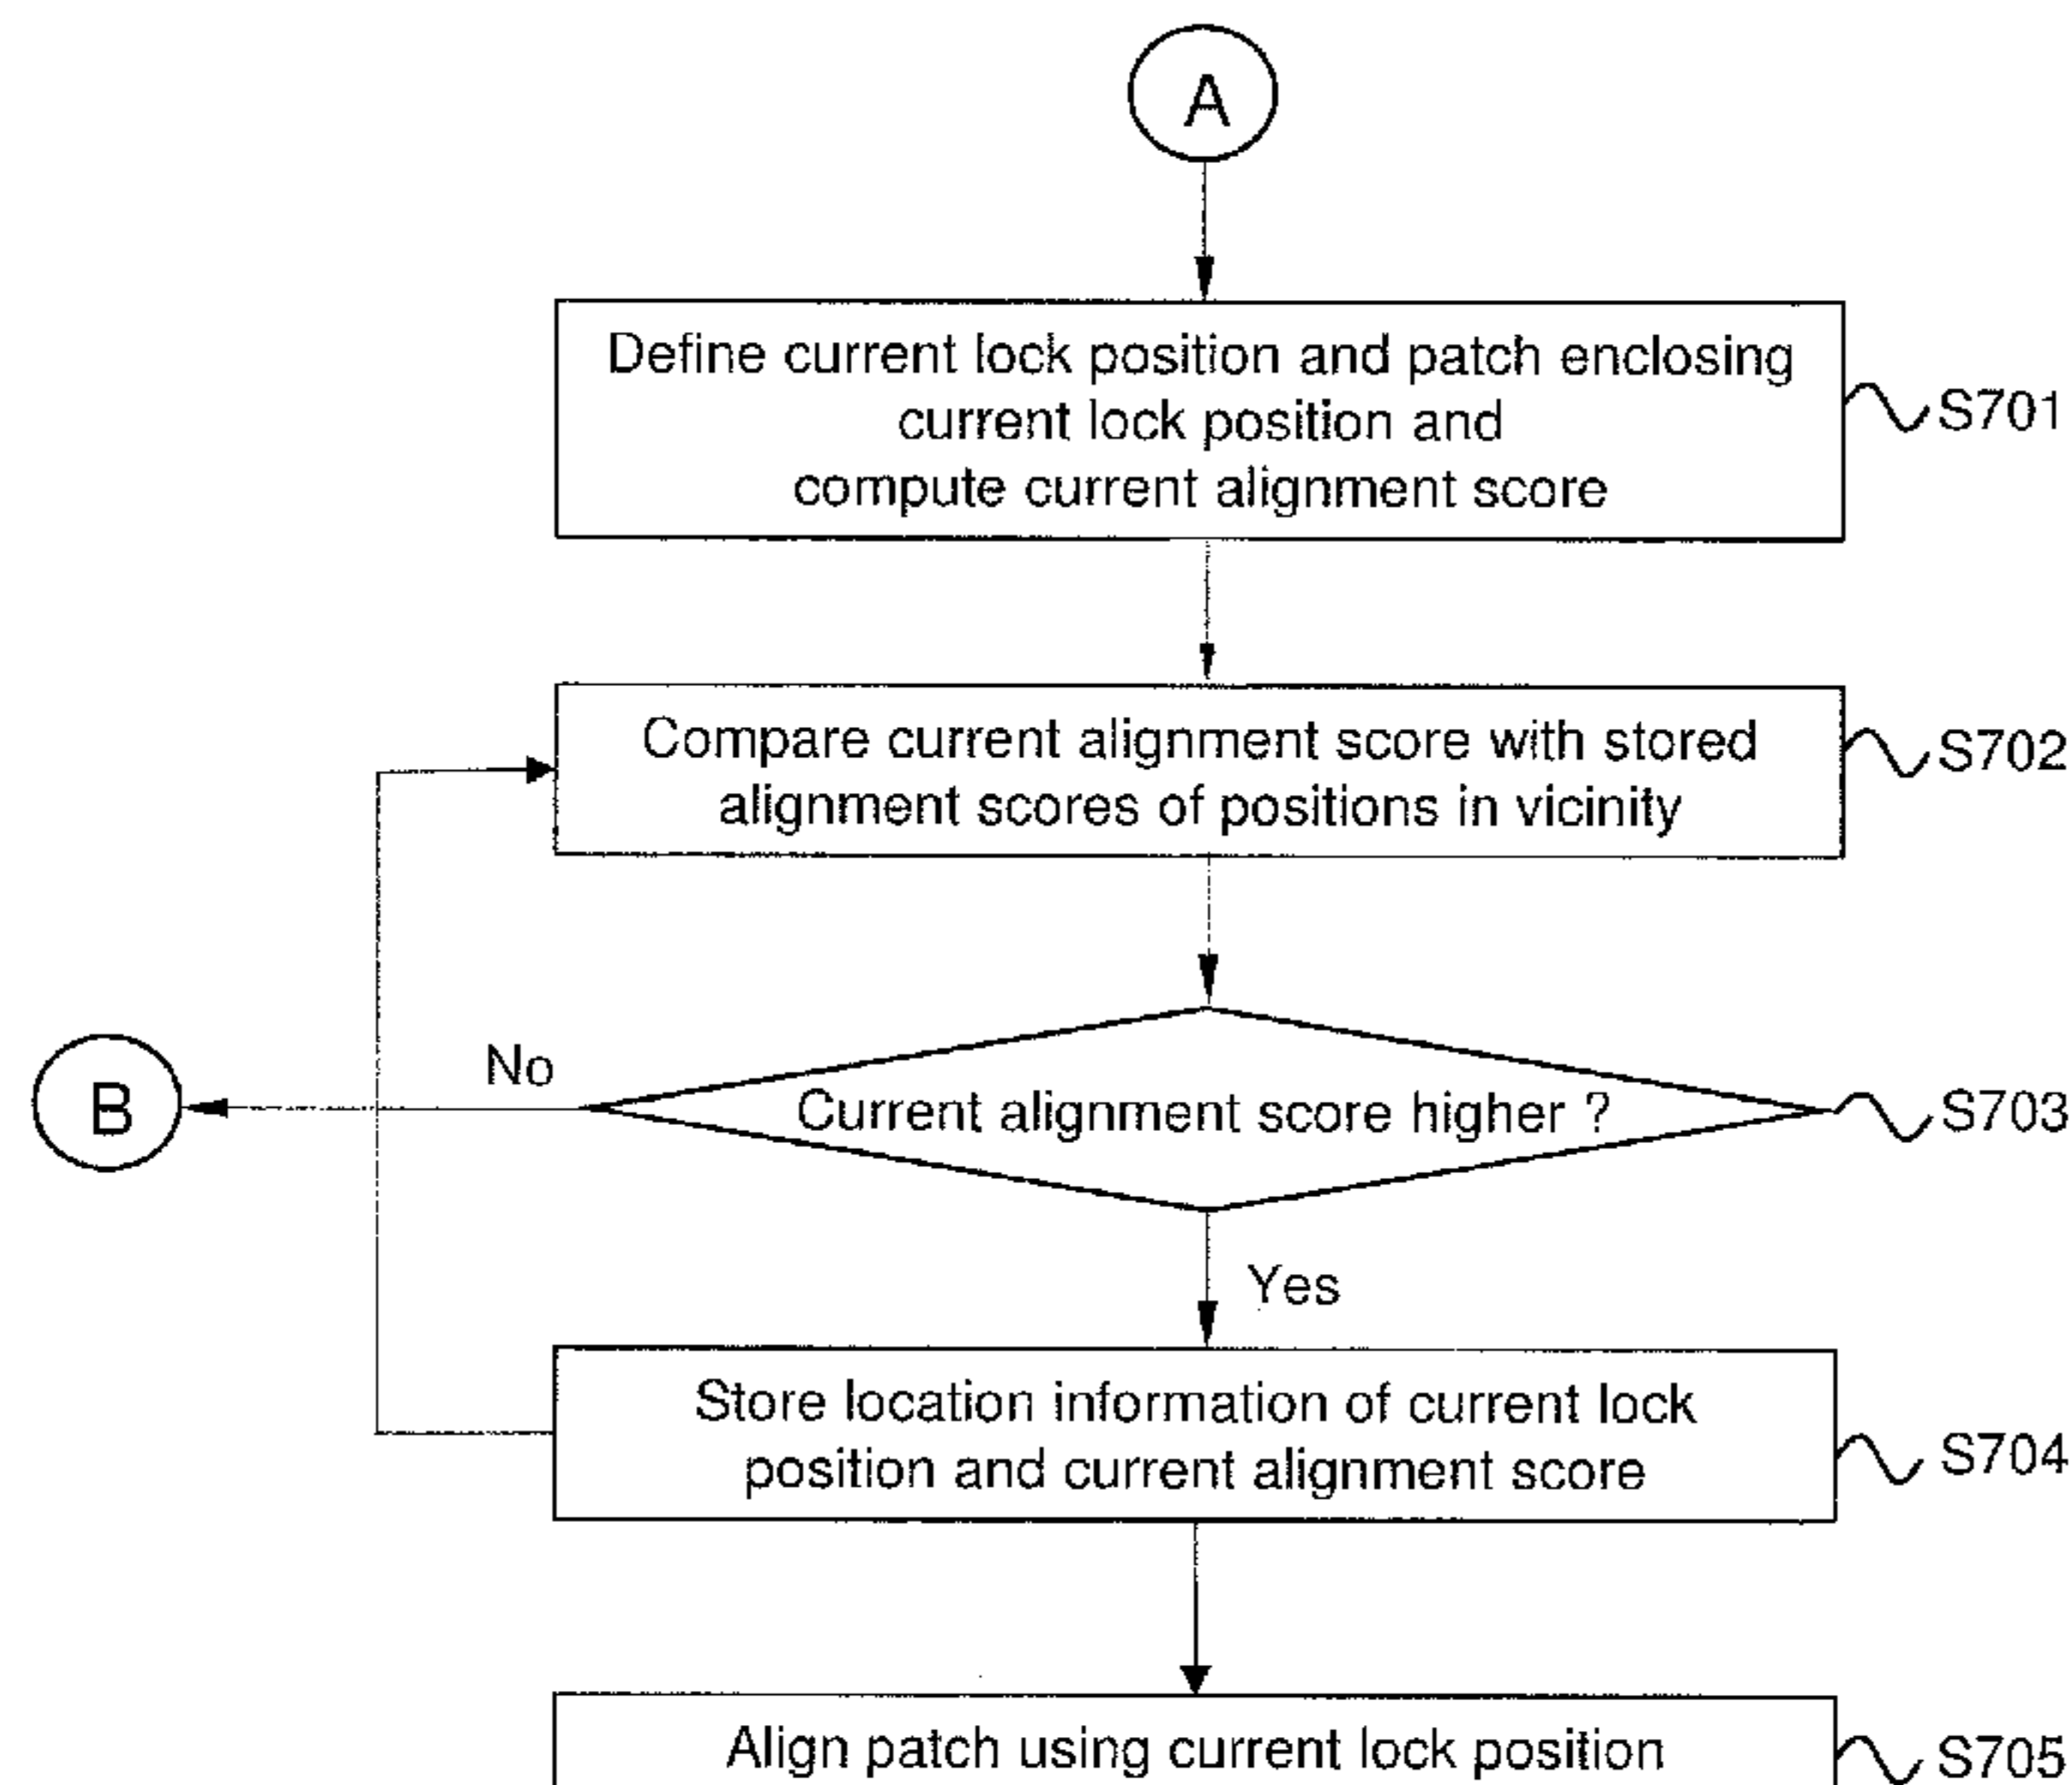 A
Define current lock position and patch enclosing
current lock position and
compute current alignment score
S701
Compare current alignment score with stored
alignment scores of positions in vicinity
S702
B
No
Current alignment score higher ?
S703
Yes
Store location information of current lock
position and current alignment score
S704
Align patch using current lock position
S705